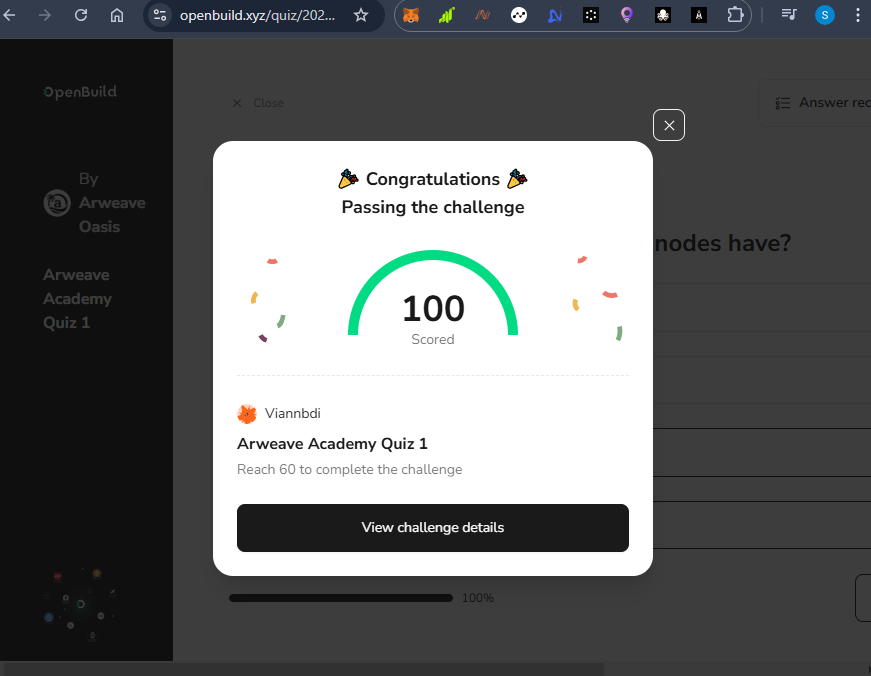 openbuild.xyz/quiz/202...
S
OpenBuild
Close
Answer rec
By
Arweave
Oasis
Arweave
Academy
Quiz 1
nodes have?
Congratulations
Passing the challenge
100
Scored
Viannbdi
Arweave Academy Quiz 1
Reach 60 to complete the challenge
View challenge details
100%